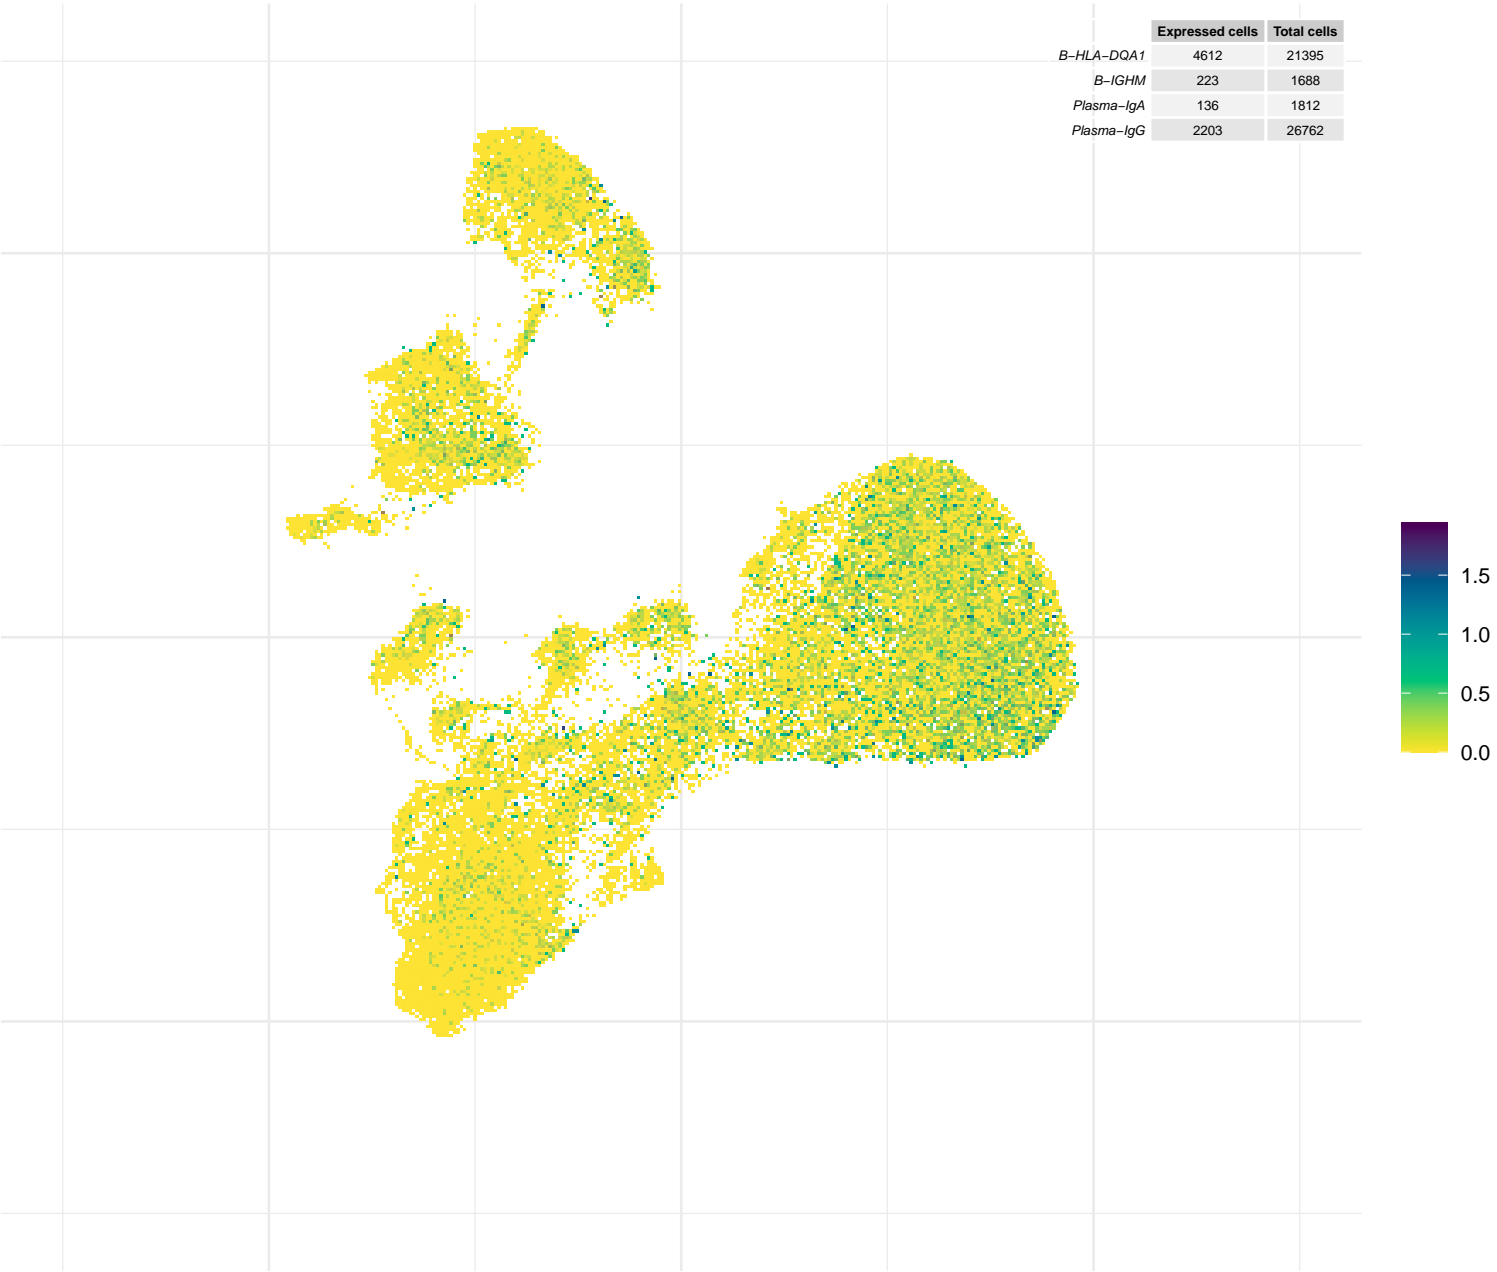 Expressed cells Total cells
B−HLA−DQA1 4612 21395
B−IGHM 223 1688
Plasma−IgA 136 1812
Plasma−IgG 2203 26762
1.5
1.0
0.5
0.0